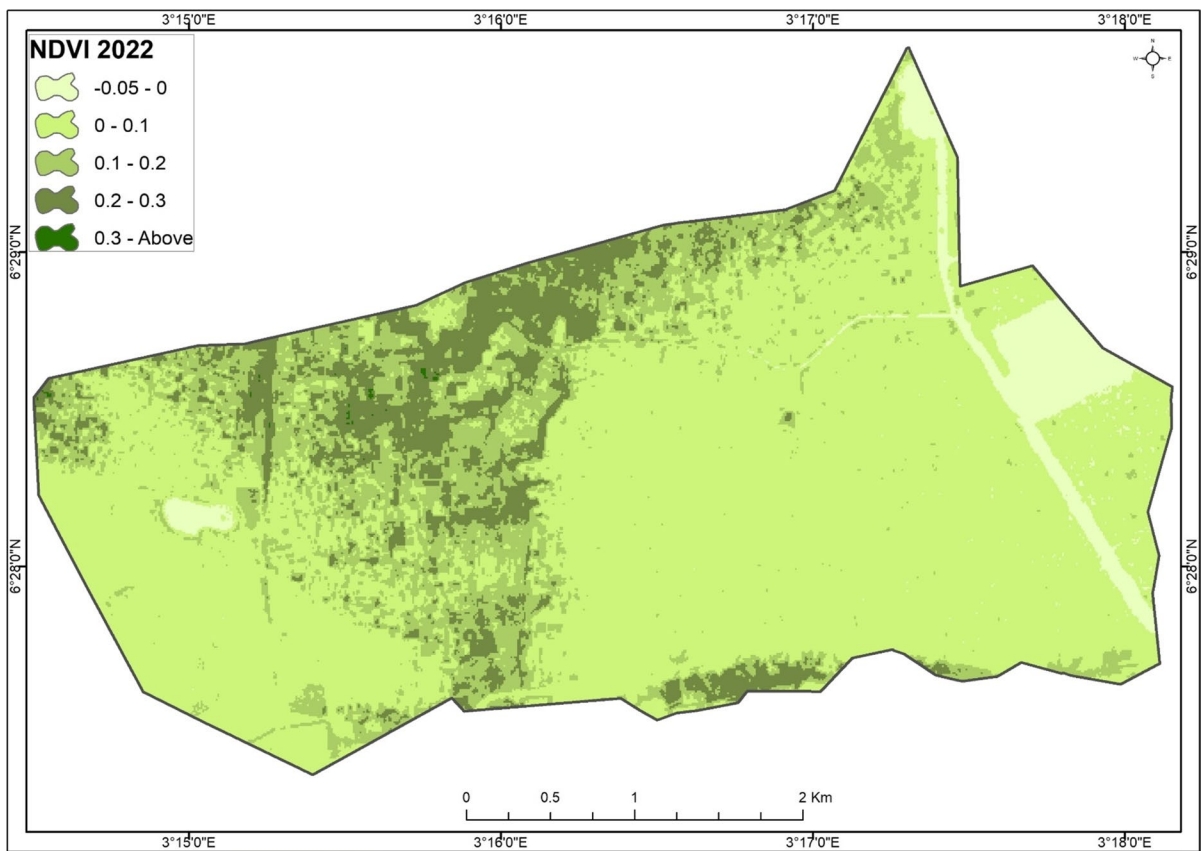 3°15'0"E 3°16'0"E 3°17'0"E 3°18'0"E
NDVI 2022
-0.05 - 0
0 - 0.1
0.1 - 0.2
0.2 - 0.3
0.3 - Above
N
W E
S
6°29'0"N 6°29'0"N
6°28'0"N 6°28'0"N
0 0.5 1 2 Km
3°15'0"E 3°16'0"E 3°17'0"E 3°18'0"E